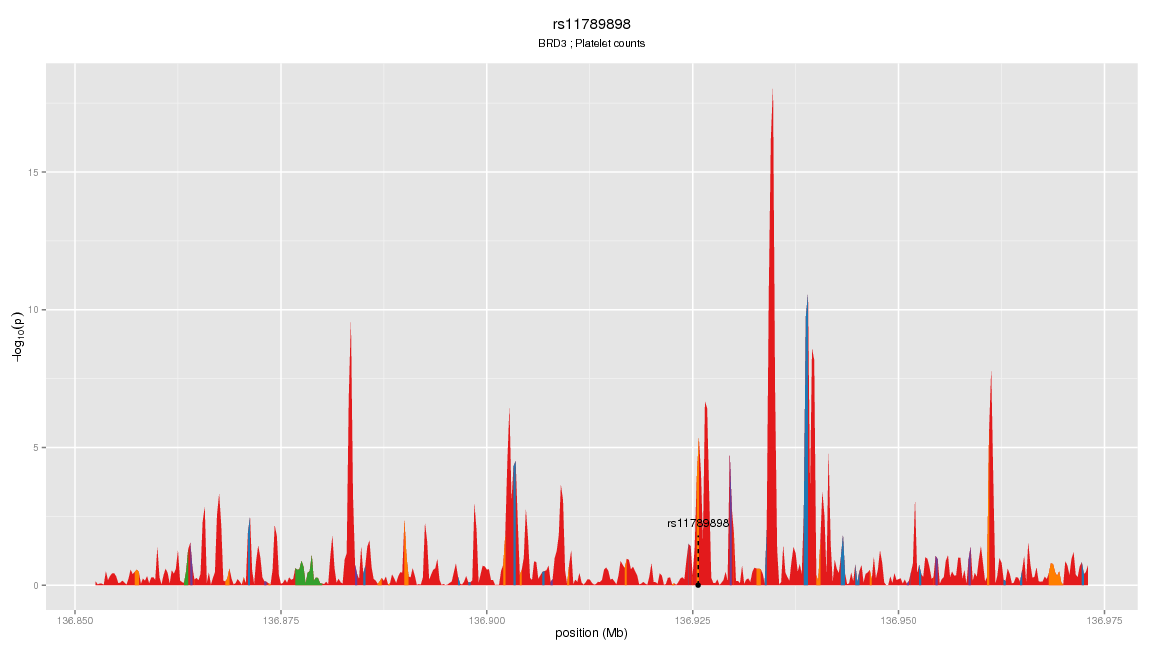 rs11789898
BRD3 ; Platelet counts
15
10
5
0
−log10(p)
rs11789898
136.850 136.875 136.900 136.925 136.950 136.975
position (Mb)